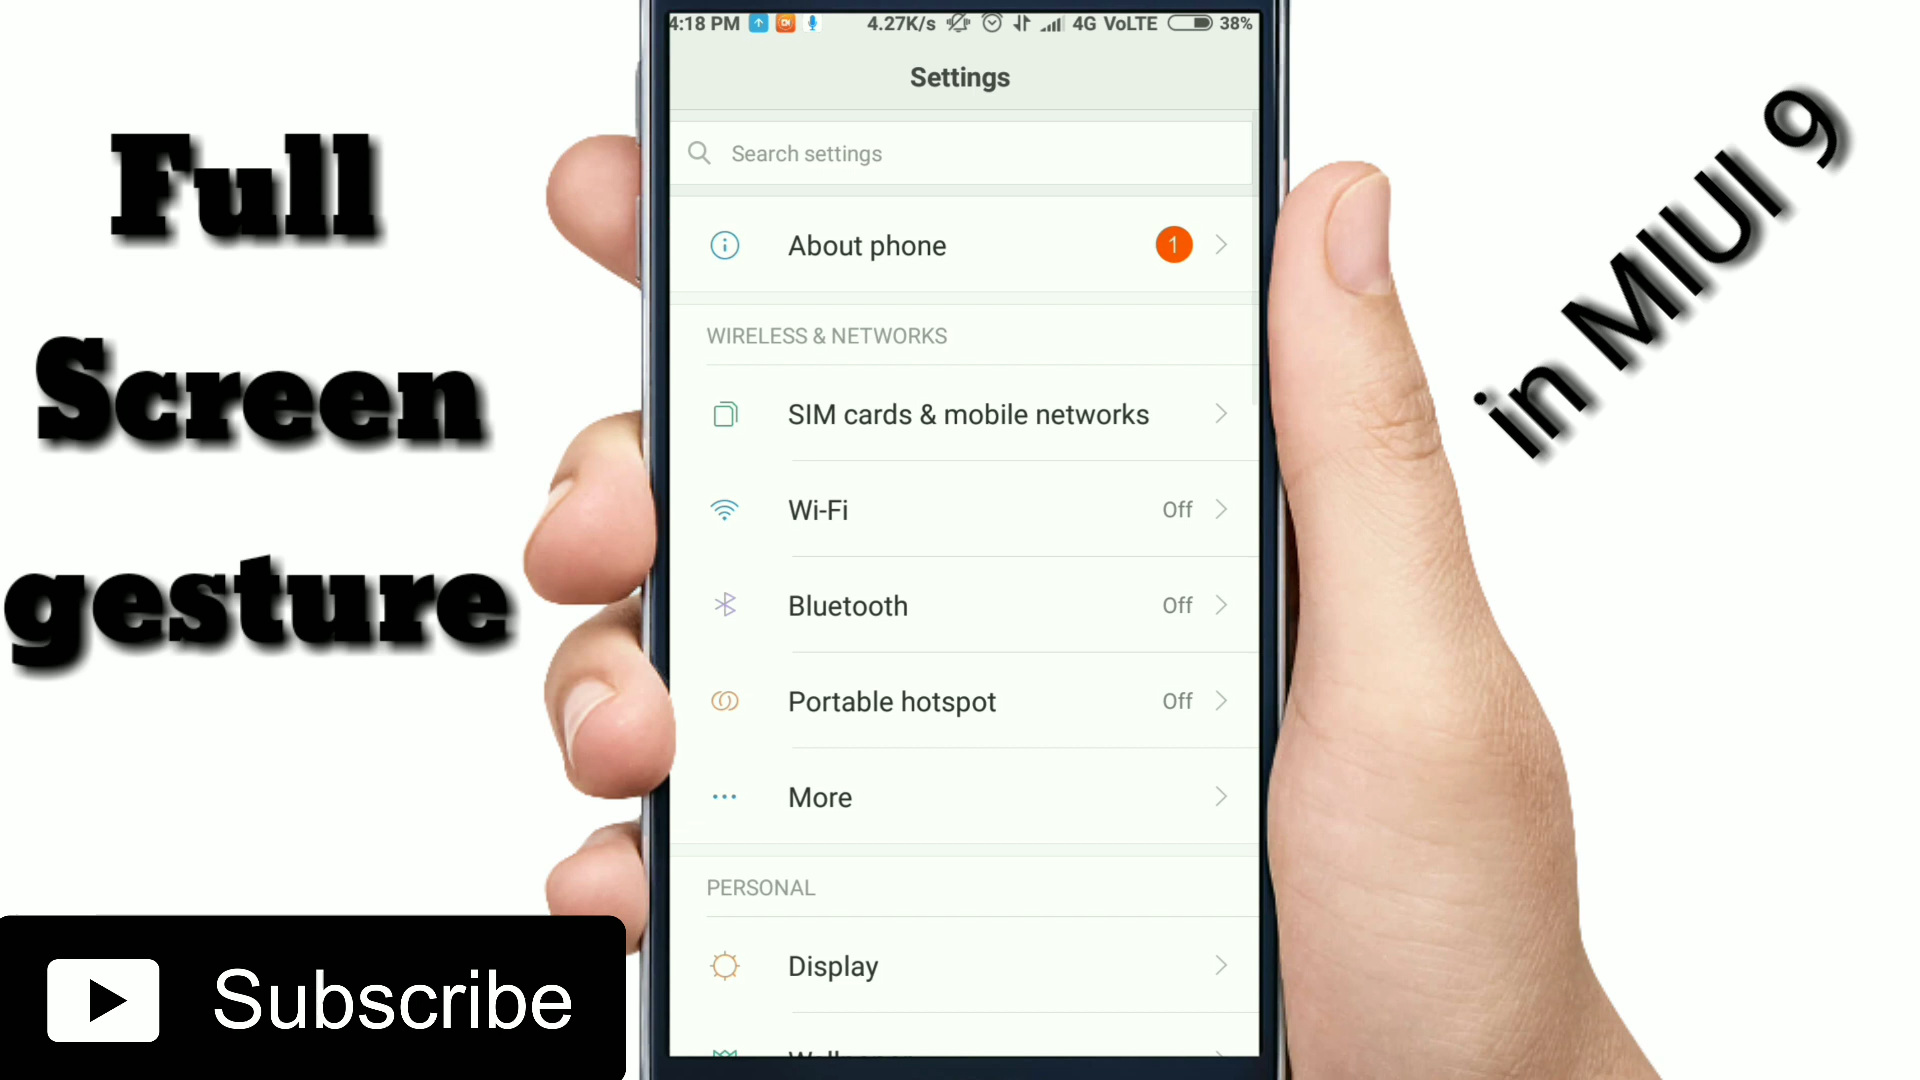 Full
Screen
gesture
in MIUI 9
4:18 PM 4.27K/s 4G VoLTE 38%
Settings
Search settings
About phone 1
WIRELESS & NETWORKS
SIM cards & mobile networks
Wi-Fi Off
Bluetooth Off
Portable hotspot Off
More
PERSONAL
Display
Subscribe